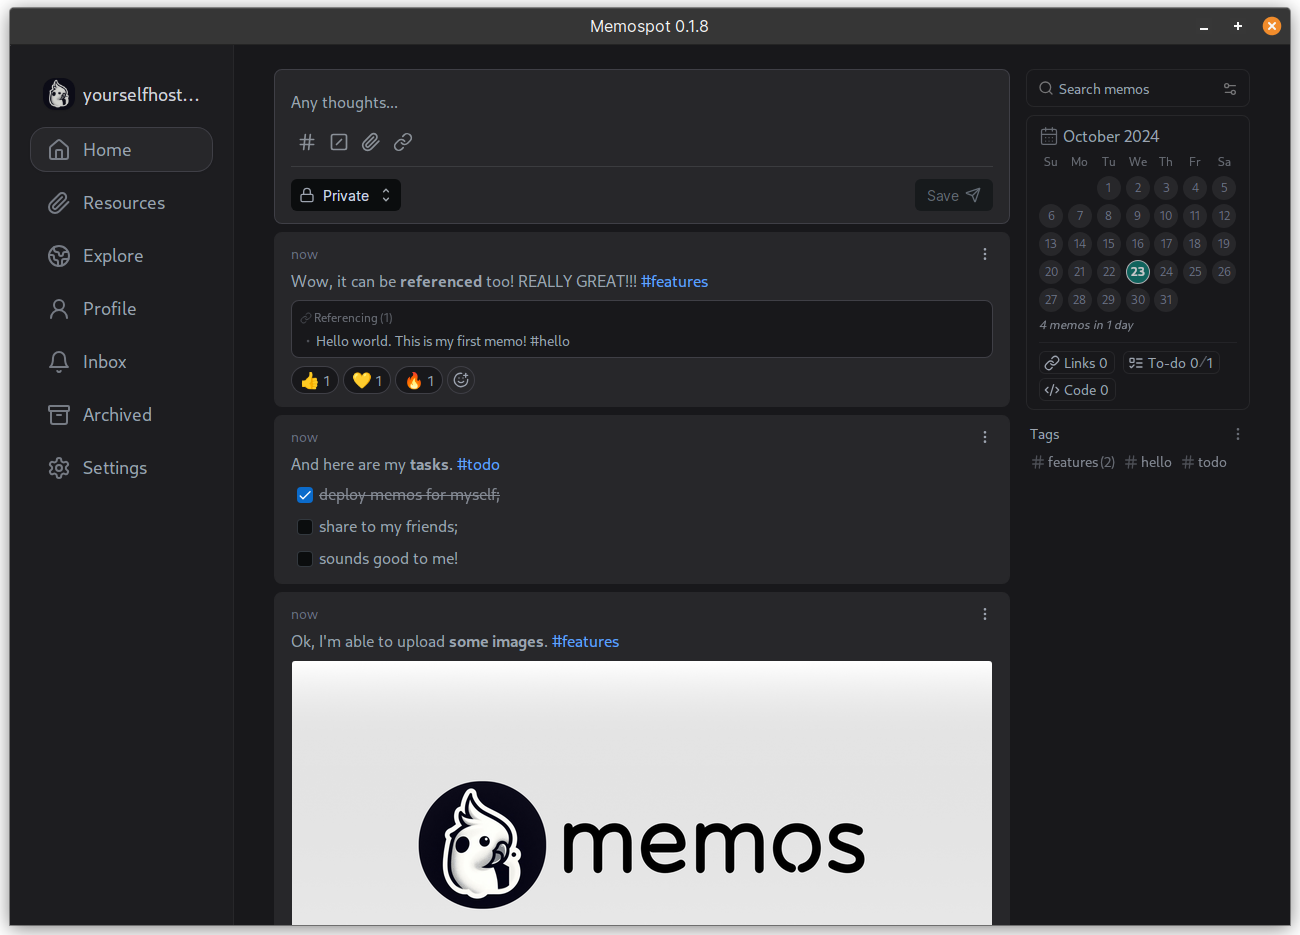 Memospot 0.1.8
yourselfhost...
Home
Resources
Explore
Profile
Inbox
Archived
Settings
Any thoughts...
Private
Save
now
Wow, it can be referenced too! REALLY GREAT!!! #features
Referencing (1)
· Hello world. This is my first memo! #hello
👍 1 💛 1 🔥 1
now
And here are my tasks. #todo
deploy memos for myself;
share to my friends;
sounds good to me!
now
Ok, I'm able to upload some images. #features
memos
Search memos
October 2024
Su Mo Tu We Th Fr Sa
1 2 3 4 5
6 7 8 9 10 11 12
13 14 15 16 17 18 19
20 21 22 23 24 25 26
27 28 29 30 31
4 memos in 1 day
Links 0 To-do 0/1
</> Code 0
Tags
# features (2) # hello # todo